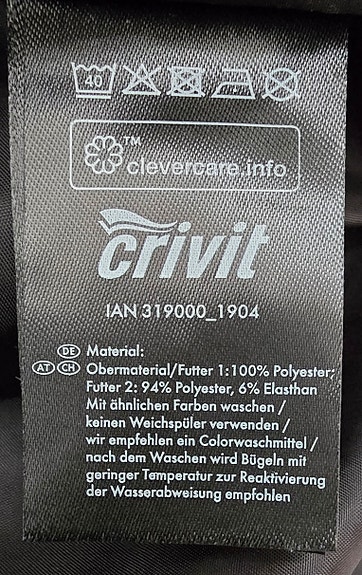 40
TM
clevercare.info
crivit
IAN 319000_1904
DE Material:
AT CH Obermaterial/Futter 1:100% Polyester;
Futter 2: 94% Polyester, 6% Elasthan
Mit ähnlichen Farben waschen /
keinen Weichspüler verwenden /
wir empfehlen ein Colorwaschmittel /
nach dem Waschen wird Bügeln mit
geringer Temperatur zur Reaktivierung
der Wasserabweisung empfohlen